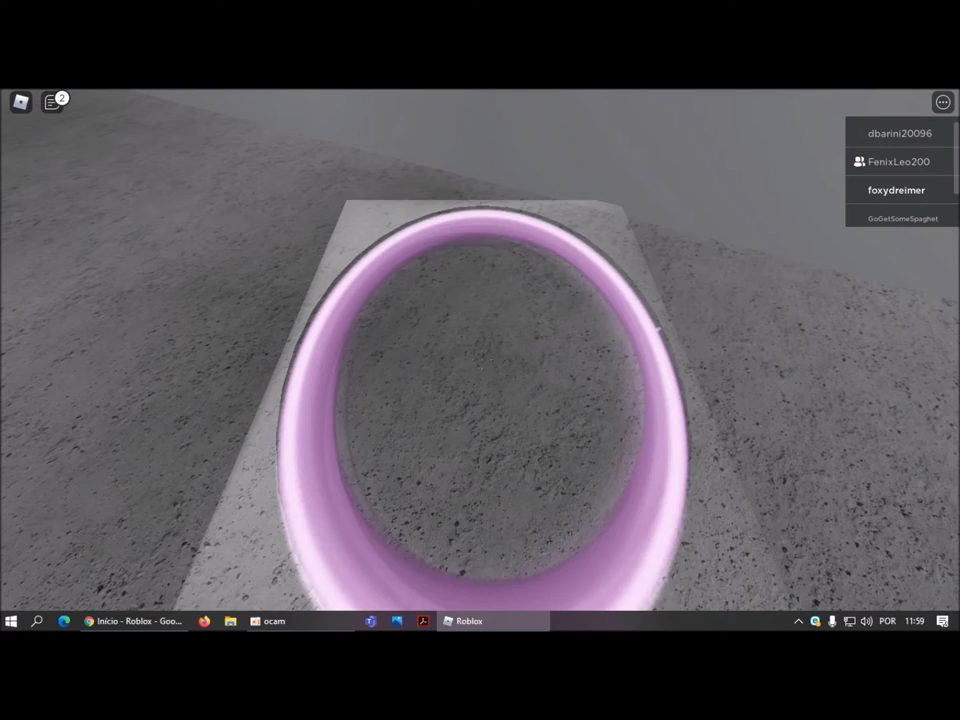 2
dbarini20096
FenixLeo200
foxydreimer
GoGetSomeSpaghet
Início - Roblox - Goo...
ocam
Roblox
POR
11:59